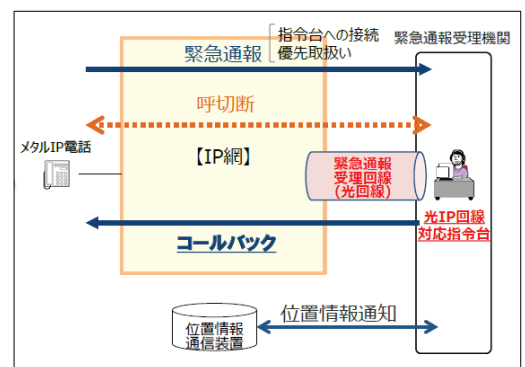 緊急通報
指令台への接続
優先取扱い
緊急通報受理機関
呼切断
メタルIP電話
【IP網】
緊急通報
受理回線
(光回線)
光IP回線
対応指令台
コールバック
位置情報通知
位置情報
通信装置